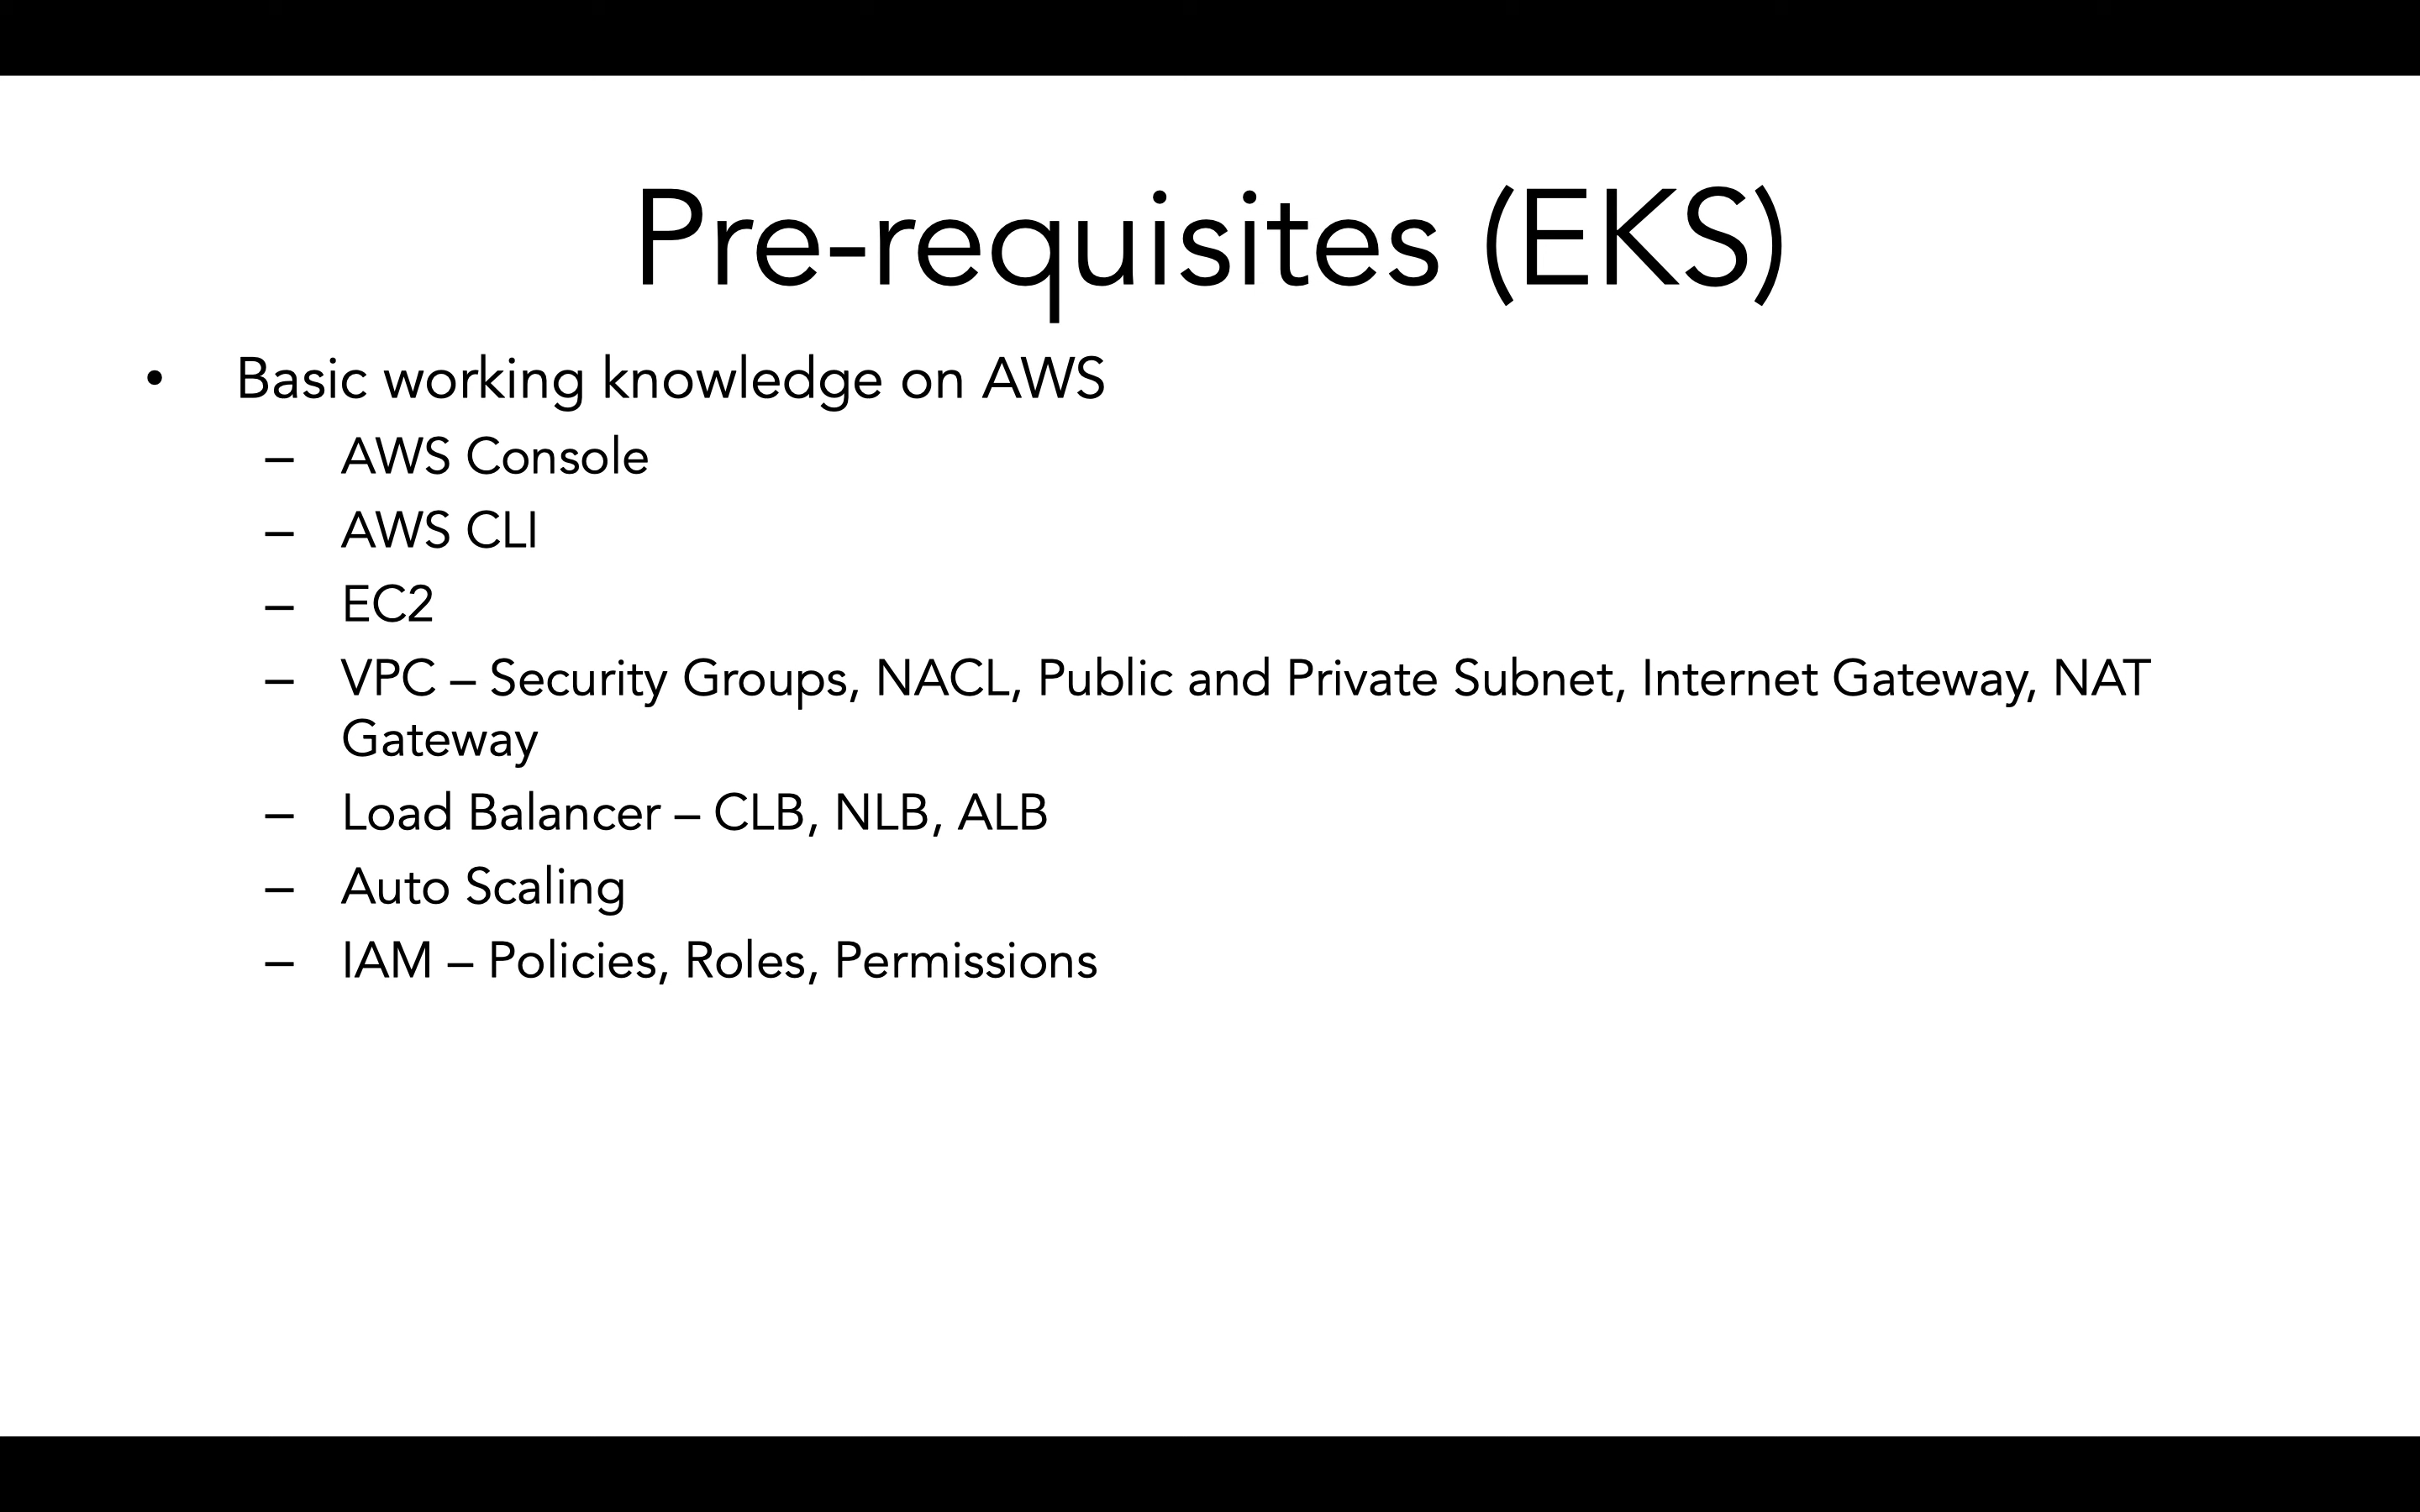 Pre-requisites (EKS)
• Basic working knowledge on AWS
– AWS Console
– AWS CLI
– EC2
– VPC – Security Groups, NACL, Public and Private Subnet, Internet Gateway, NAT
Gateway
– Load Balancer – CLB, NLB, ALB
– Auto Scaling
– IAM – Policies, Roles, Permissions